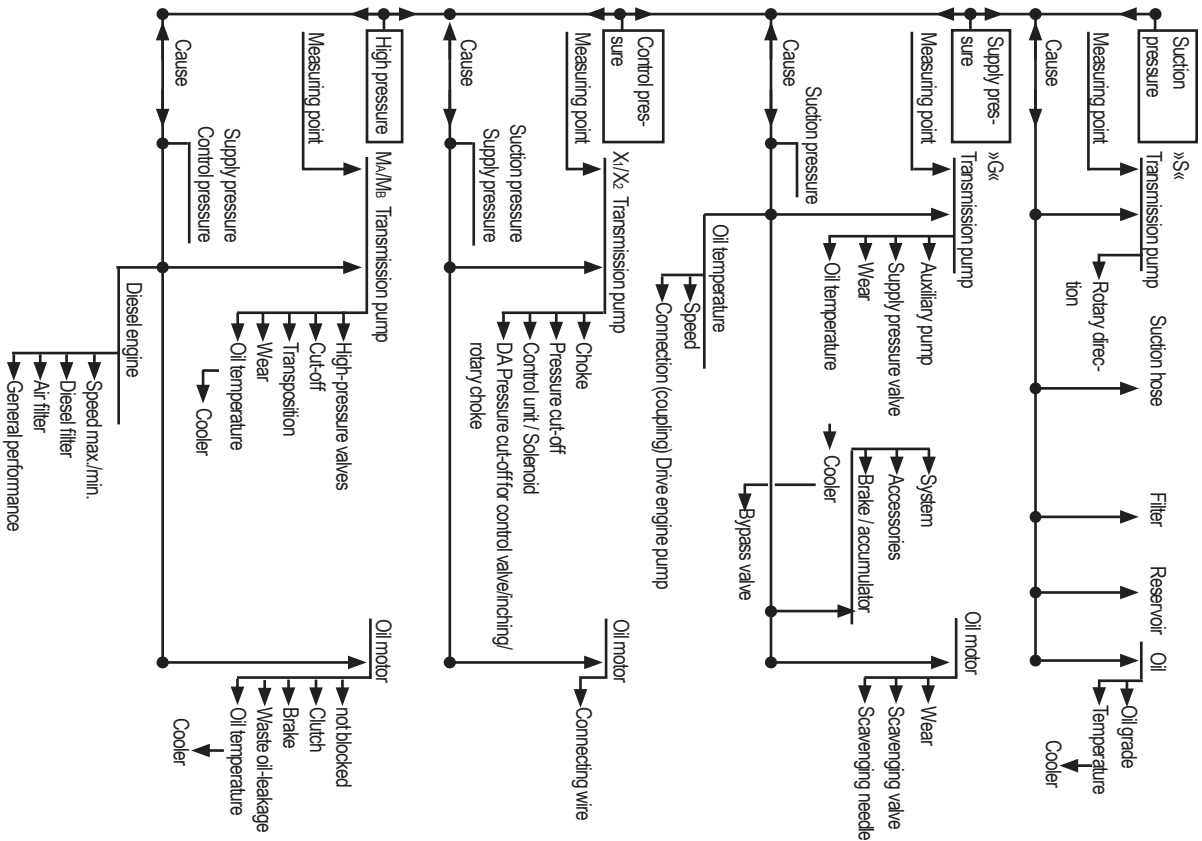 Suction
pressure
Measuring point
Cause
»S«
Transmission pump
Rotary direc-
tion
Suction hose
Filter
Reservoir
Oil
Oil grade
Temperature
Cooler
Supply pres-
sure
Measuring point
Cause
»G«
Transmission pump
Auxiliary pump
Supply pressure valve
Wear
Oil temperature
Suction pressure
Oil temperature
Speed
Connection (coupling) Drive engine pump
System
Accessories
Brake / accumulator
Cooler
Bypass valve
Oil motor
Wear
Scavenging valve
Scavenging needle
Control pres-
sure
Measuring point
Cause
X1/X2 Transmission pump
Choke
Pressure cut-off
Control unit / Solenoid
DA Pressure cut-off for control valve/inching/
rotary choke
Suction pressure
Supply pressure
Oil motor
Connecting wire
High pressure
Measuring point
Cause
MA/MB Transmission pump
High-pressure valves
Cut-off
Transposition
Wear
Oil temperature
Cooler
Supply pressure
Control pressure
Diesel engine
Speed max./min.
Diesel filter
Air filter
General performance
Oil motor
not blocked
Clutch
Brake
Waste oil-leakage
Oil temperature
Cooler